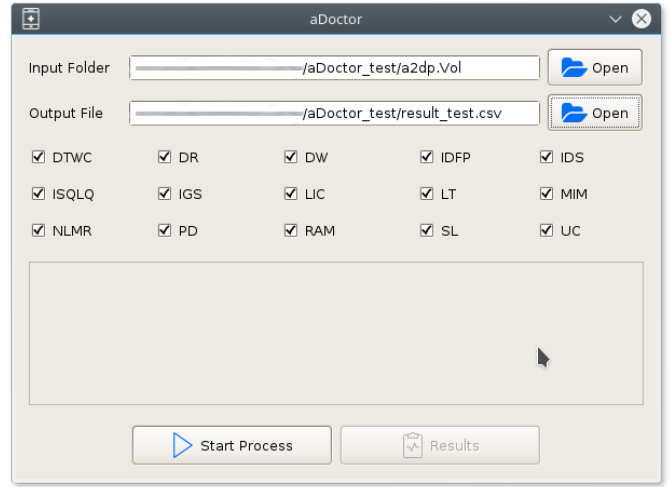 aDoctor
Input Folder /aDoctor_test/a2dp.Vol Open
Output File /aDoctor_test/result_test.csv Open
DTWC DR DW IDFP IDS
ISQLQ IGS LIC LT MIM
NLMR PD RAM SL UC
Start Process Results